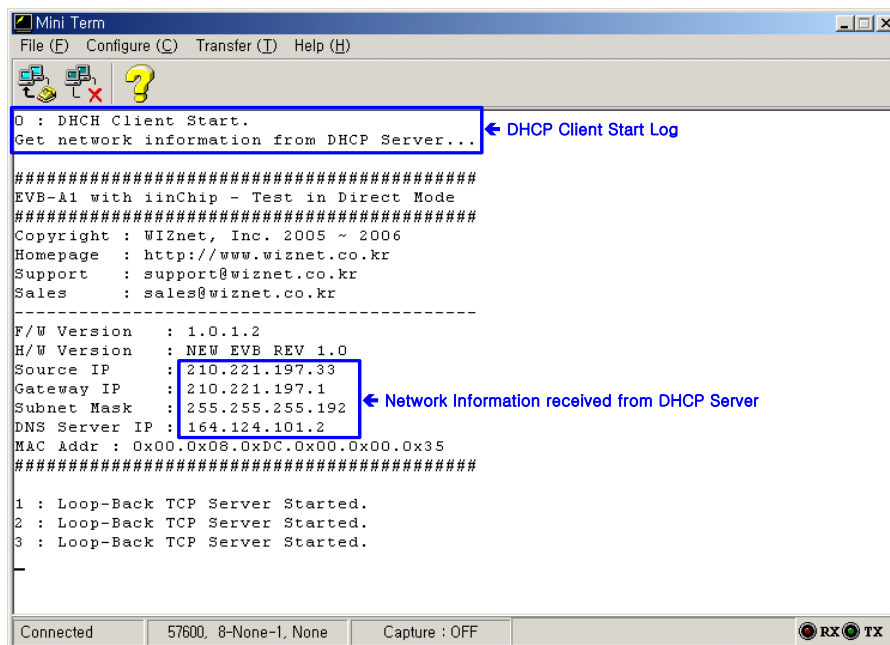 Mini Term
File (F) Configure (C) Transfer (T) Help (H)
0 : DHCH Client Start.
Get network information from DHCP Server...
🡸 DHCP Client Start Log
############################################
EVB-A1 with iinChip - Test in Direct Mode
############################################
Copyright : WIZnet, Inc. 2005 ~ 2006
Homepage : http://www.wiznet.co.kr
Support : support@wiznet.co.kr
Sales : sales@wiznet.co.kr
--------------------------------------------
F/W Version : 1.0.1.2
H/W Version : NEW EVB REV 1.0
Source IP : 210.221.197.33
Gateway IP : 210.221.197.1
Subnet Mask : 255.255.255.192
🡸 Network Information received from DHCP Server
DNS Server IP : 164.124.101.2
MAC Addr : 0x00.0x08.0xDC.0x00.0x00.0x35
############################################
1 : Loop-Back TCP Server Started.
2 : Loop-Back TCP Server Started.
3 : Loop-Back TCP Server Started.
_
Connected 57600, 8-None-1, None Capture : OFF RX TX